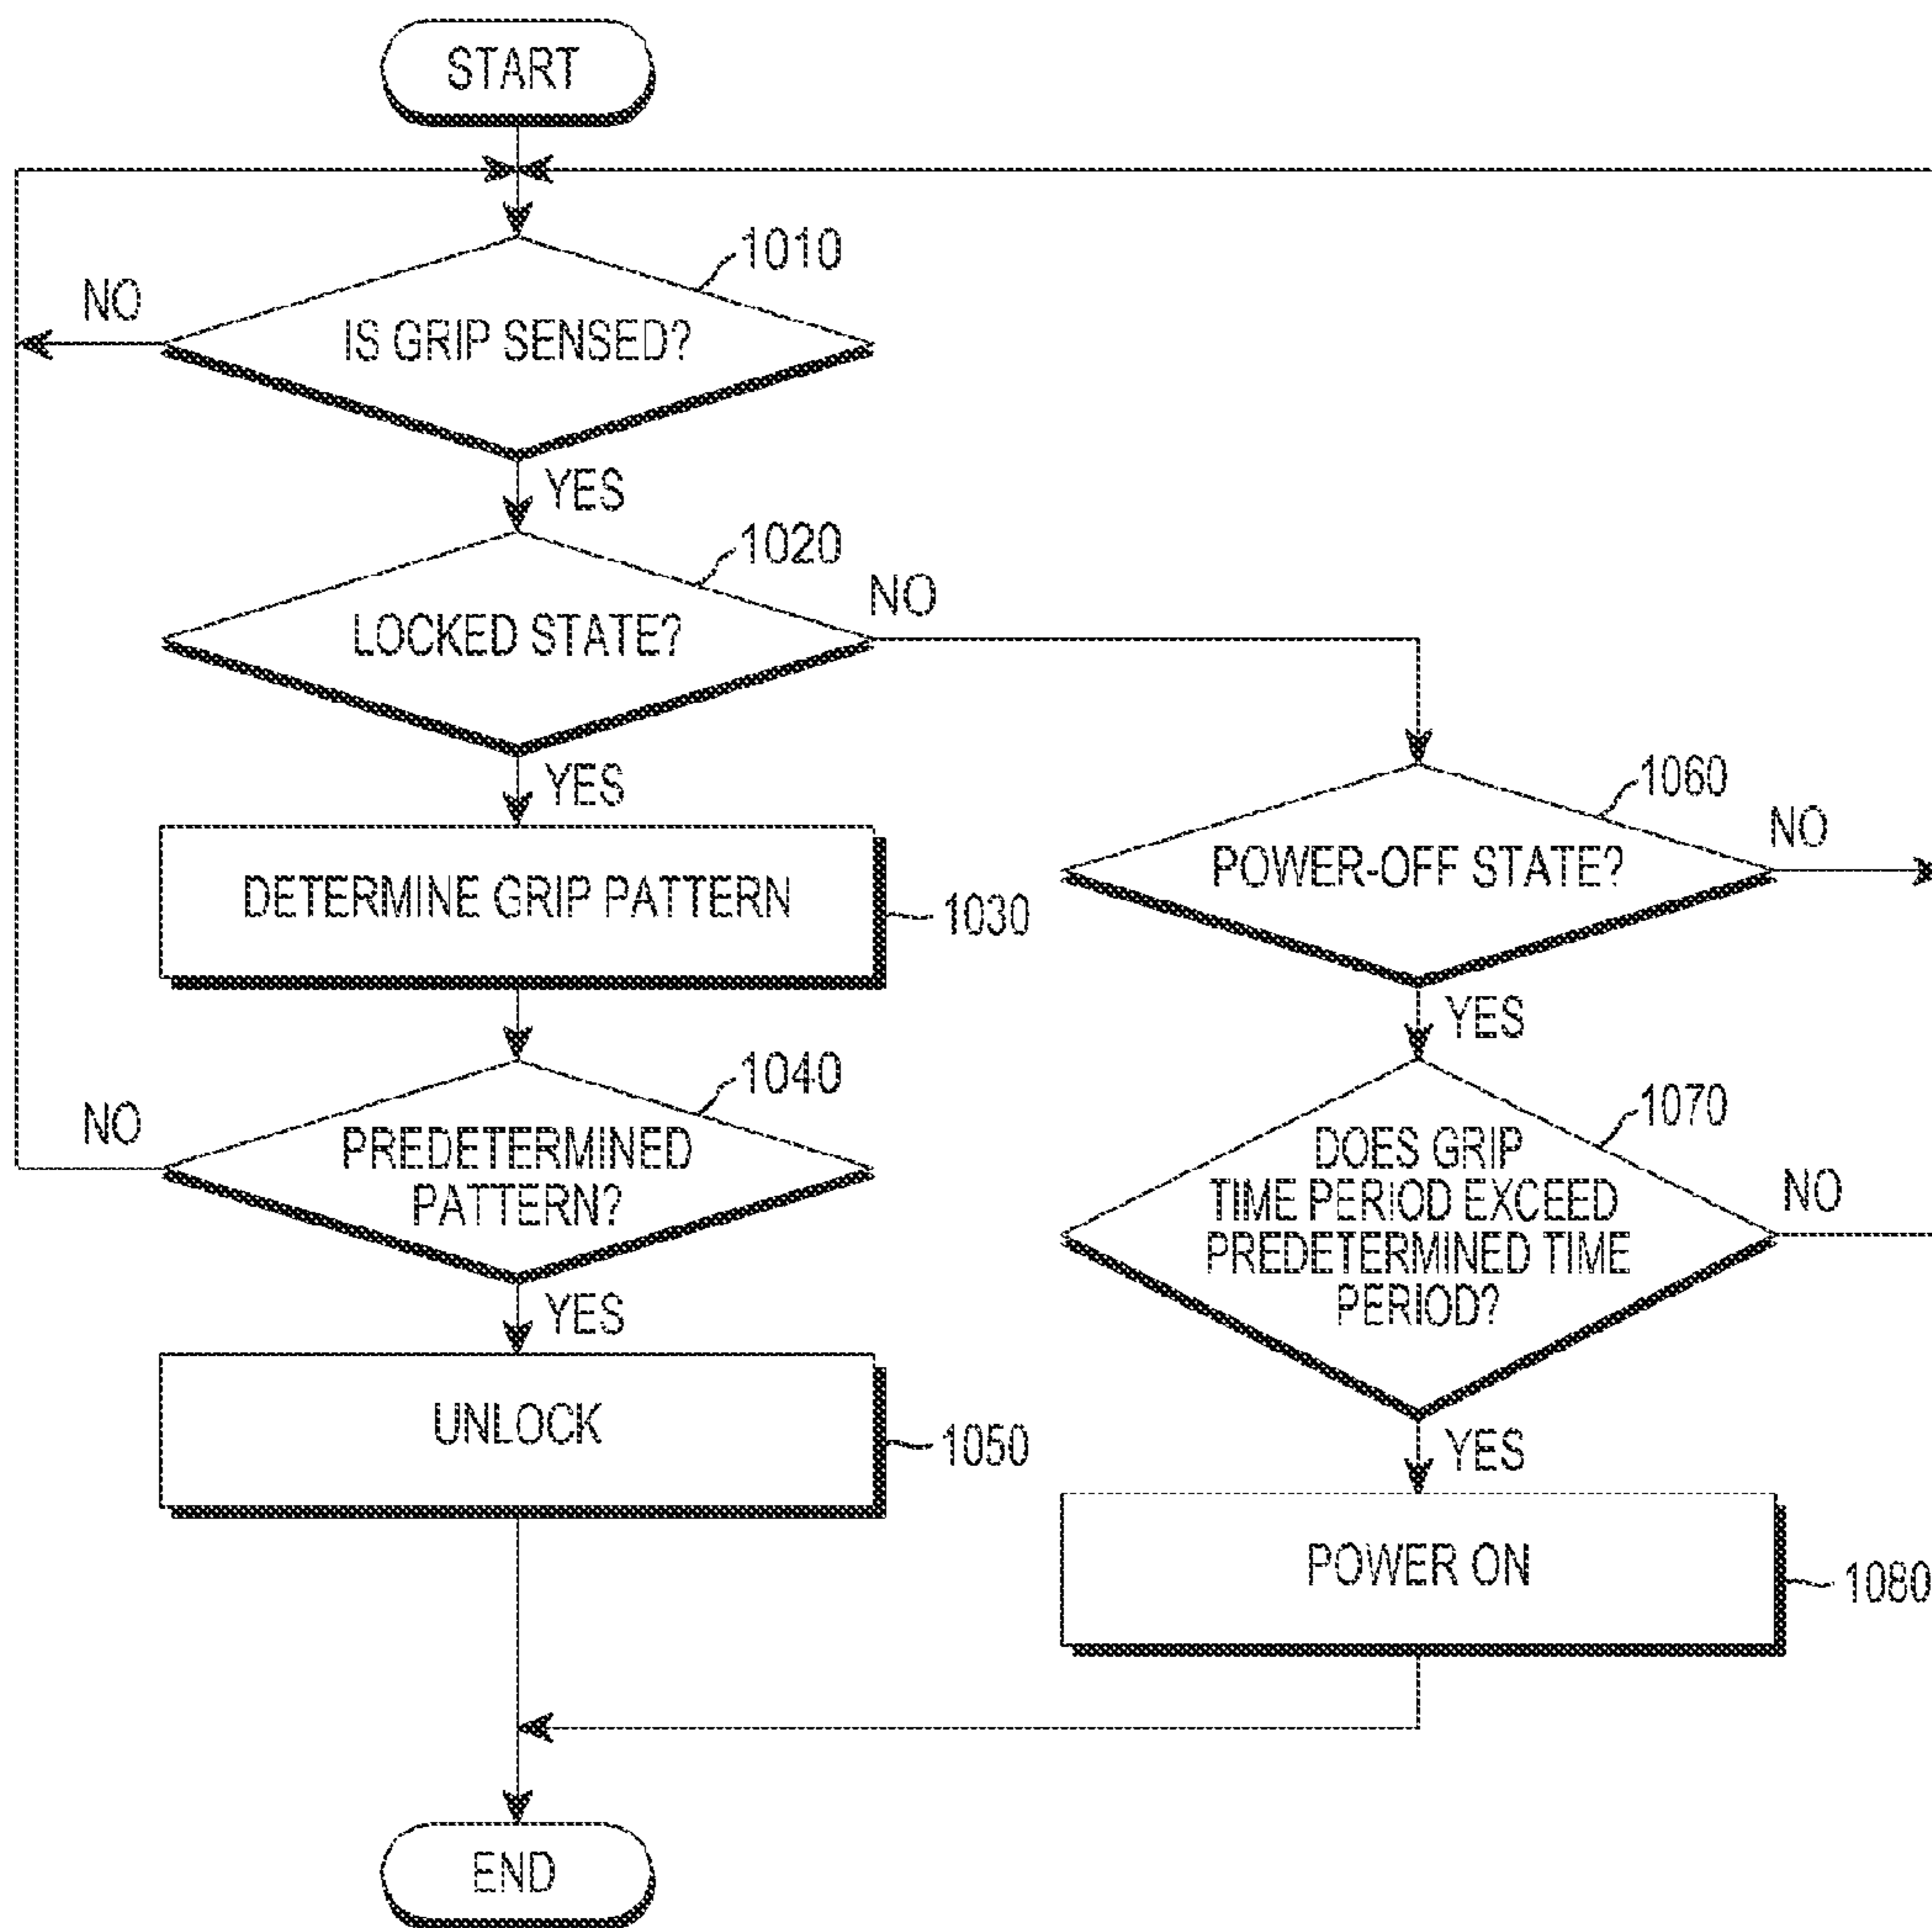 START
1010
NO
IS GRIP SENSED?
YES
1020
NO
LOCKED STATE?
YES
DETERMINE GRIP PATTERN
1030
1040
NO
PREDETERMINED
PATTERN?
YES
UNLOCK
1050
1060
NO
POWER-OFF STATE?
YES
1070
NO
DOES GRIP
TIME PERIOD EXCEED
PREDETERMINED TIME
PERIOD?
YES
POWER ON
1080
END